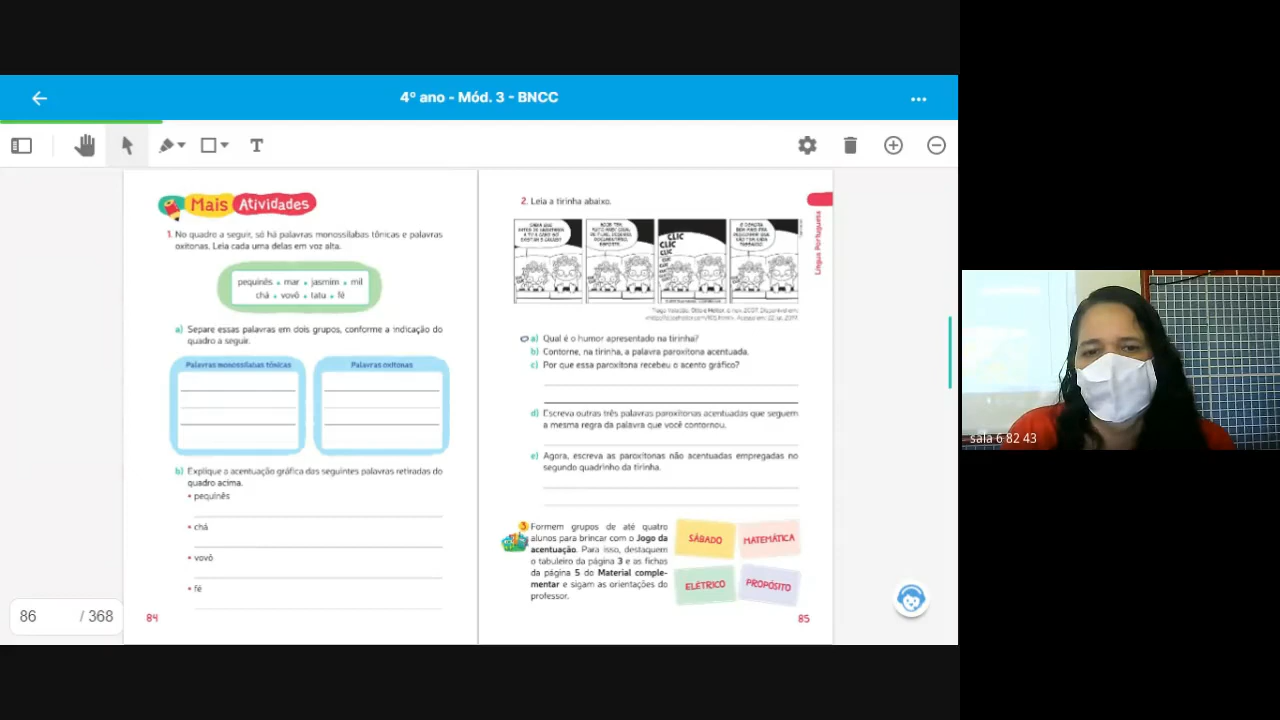 4º ano - Mód. 3 - BNCC
T
Mais Atividades
1. No quadro a seguir, só há palavras monossílabas tônicas e palavras
oxítonas. Leia cada uma delas em voz alta.
pequinês • mar • jasmim • mil
chá • vovô • tatu • fé
a) Separe essas palavras em dois grupos, conforme a indicação do
quadro a seguir.
Palavras monossílabas tônicas
Palavras oxítonas
b) Explique a acentuação gráfica das seguintes palavras retiradas do
quadro acima.
• pequinês
• chá
• vovô
• fé
84
86 / 368
2. Leia a tirinha abaixo.
Língua Portuguesa
CLIC
CLIC
CLIC
a) Qual é o humor apresentado na tirinha?
b) Contorne, na tirinha, a palavra paroxítona acentuada.
c) Por que essa paroxítona recebeu o acento gráfico?
d) Escreva outras três palavras paroxítonas acentuadas que seguem
a mesma regra da palavra que você contornou.
e) Agora, escreva as paroxítonas não acentuadas empregadas no
segundo quadrinho da tirinha.
3 Formem grupos de até quatro
alunos para brincar com o Jogo da
acentuação. Para isso, destaquem
o tabuleiro da página 3 e as fichas
da página 5 do Material comple-
mentar e sigam as orientações do
professor.
SÁBADO
MATEMÁTICA
ELÉTRICO
PROPÓSITO
85
sala 6 82 43